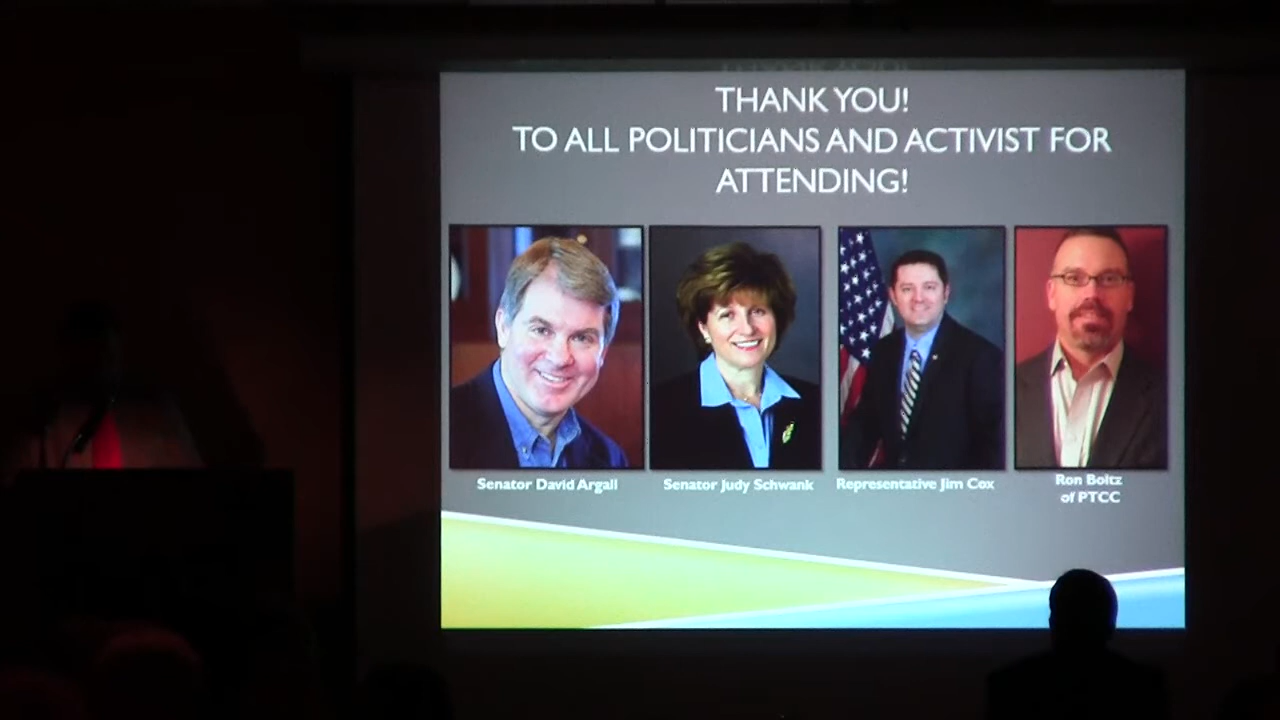 THANK YOU!
TO ALL POLITICIANS AND ACTIVIST FOR
ATTENDING!
Senator David Argall
Senator Judy Schwank
Representative Jim Cox
Ron Boltz
of PTCC